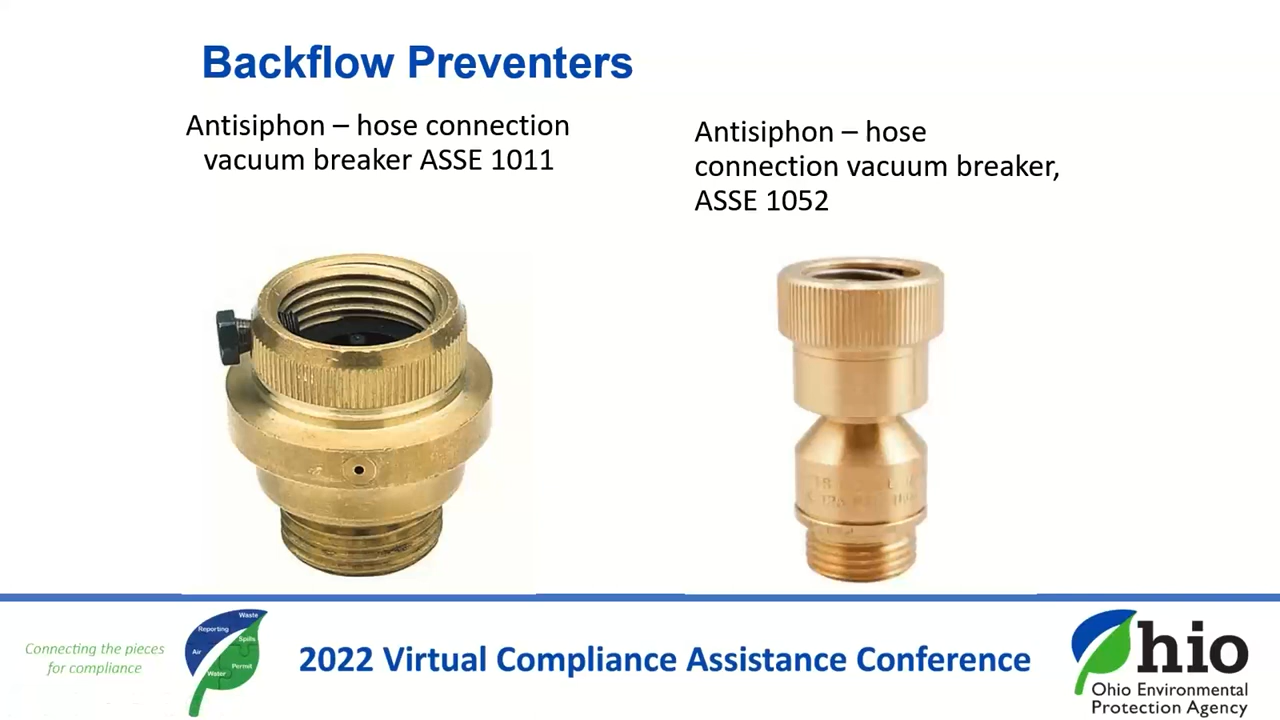 Backflow Preventers
Antisiphon – hose connection
vacuum breaker ASSE 1011
Antisiphon – hose
connection vacuum breaker,
ASSE 1052
Connecting the pieces
for compliance
Waste
Reporting
Spills
Air
Permit
Water
2022 Virtual Compliance Assistance Conference
Ohio
Ohio Environmental
Protection Agency